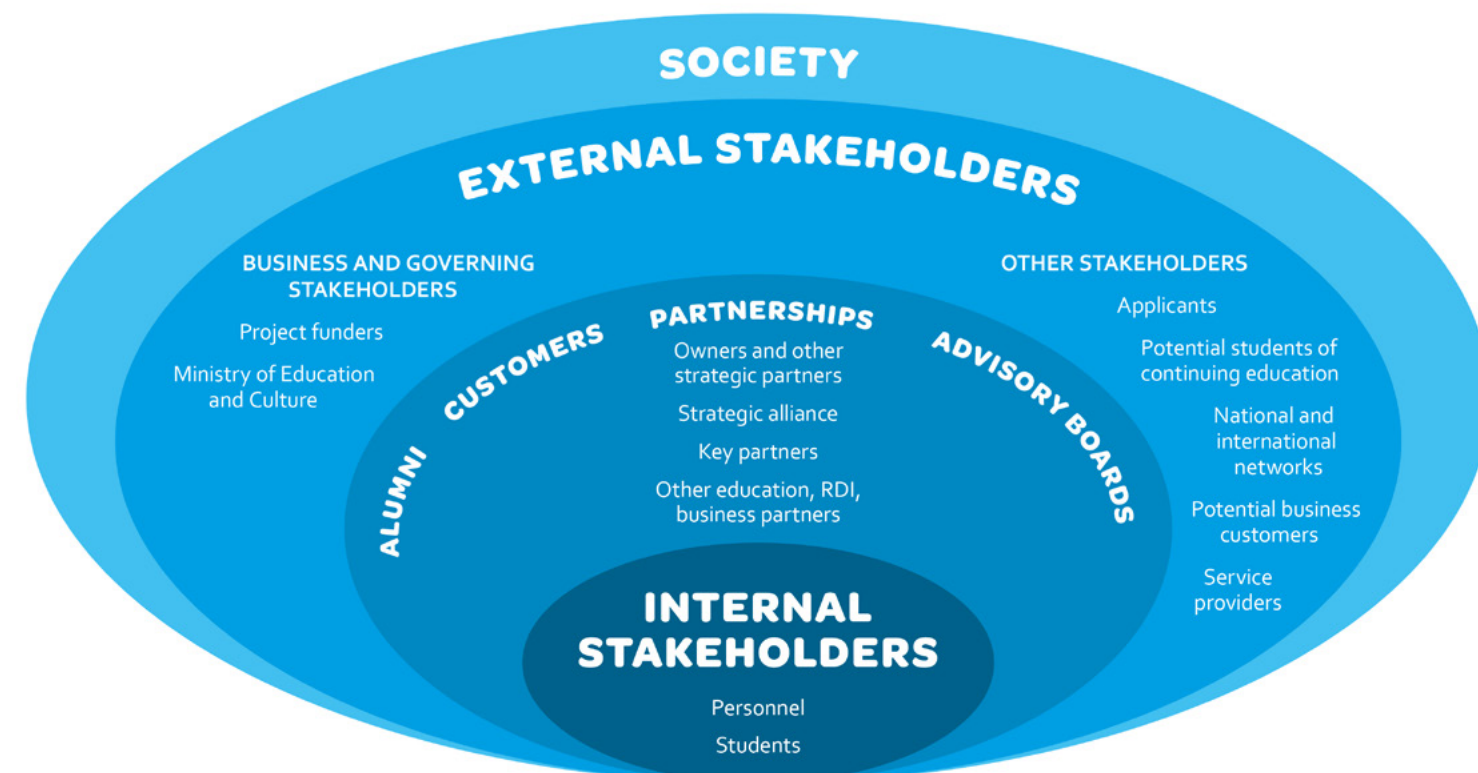 SOCIETY
EXTERNAL STAKEHOLDERS
BUSINESS AND GOVERNING
STAKEHOLDERS
Project funders
Ministry of Education
and Culture
ALUMNI
CUSTOMERS
PARTNERSHIPS
Owners and other
strategic partners
Strategic alliance
Key partners
Other education, RDI,
business partners
ADVISORY BOARDS
OTHER STAKEHOLDERS
Applicants
Potential students of
continuing education
National and
international
networks
Potential business
customers
Service
providers
INTERNAL
STAKEHOLDERS
Personnel
Students